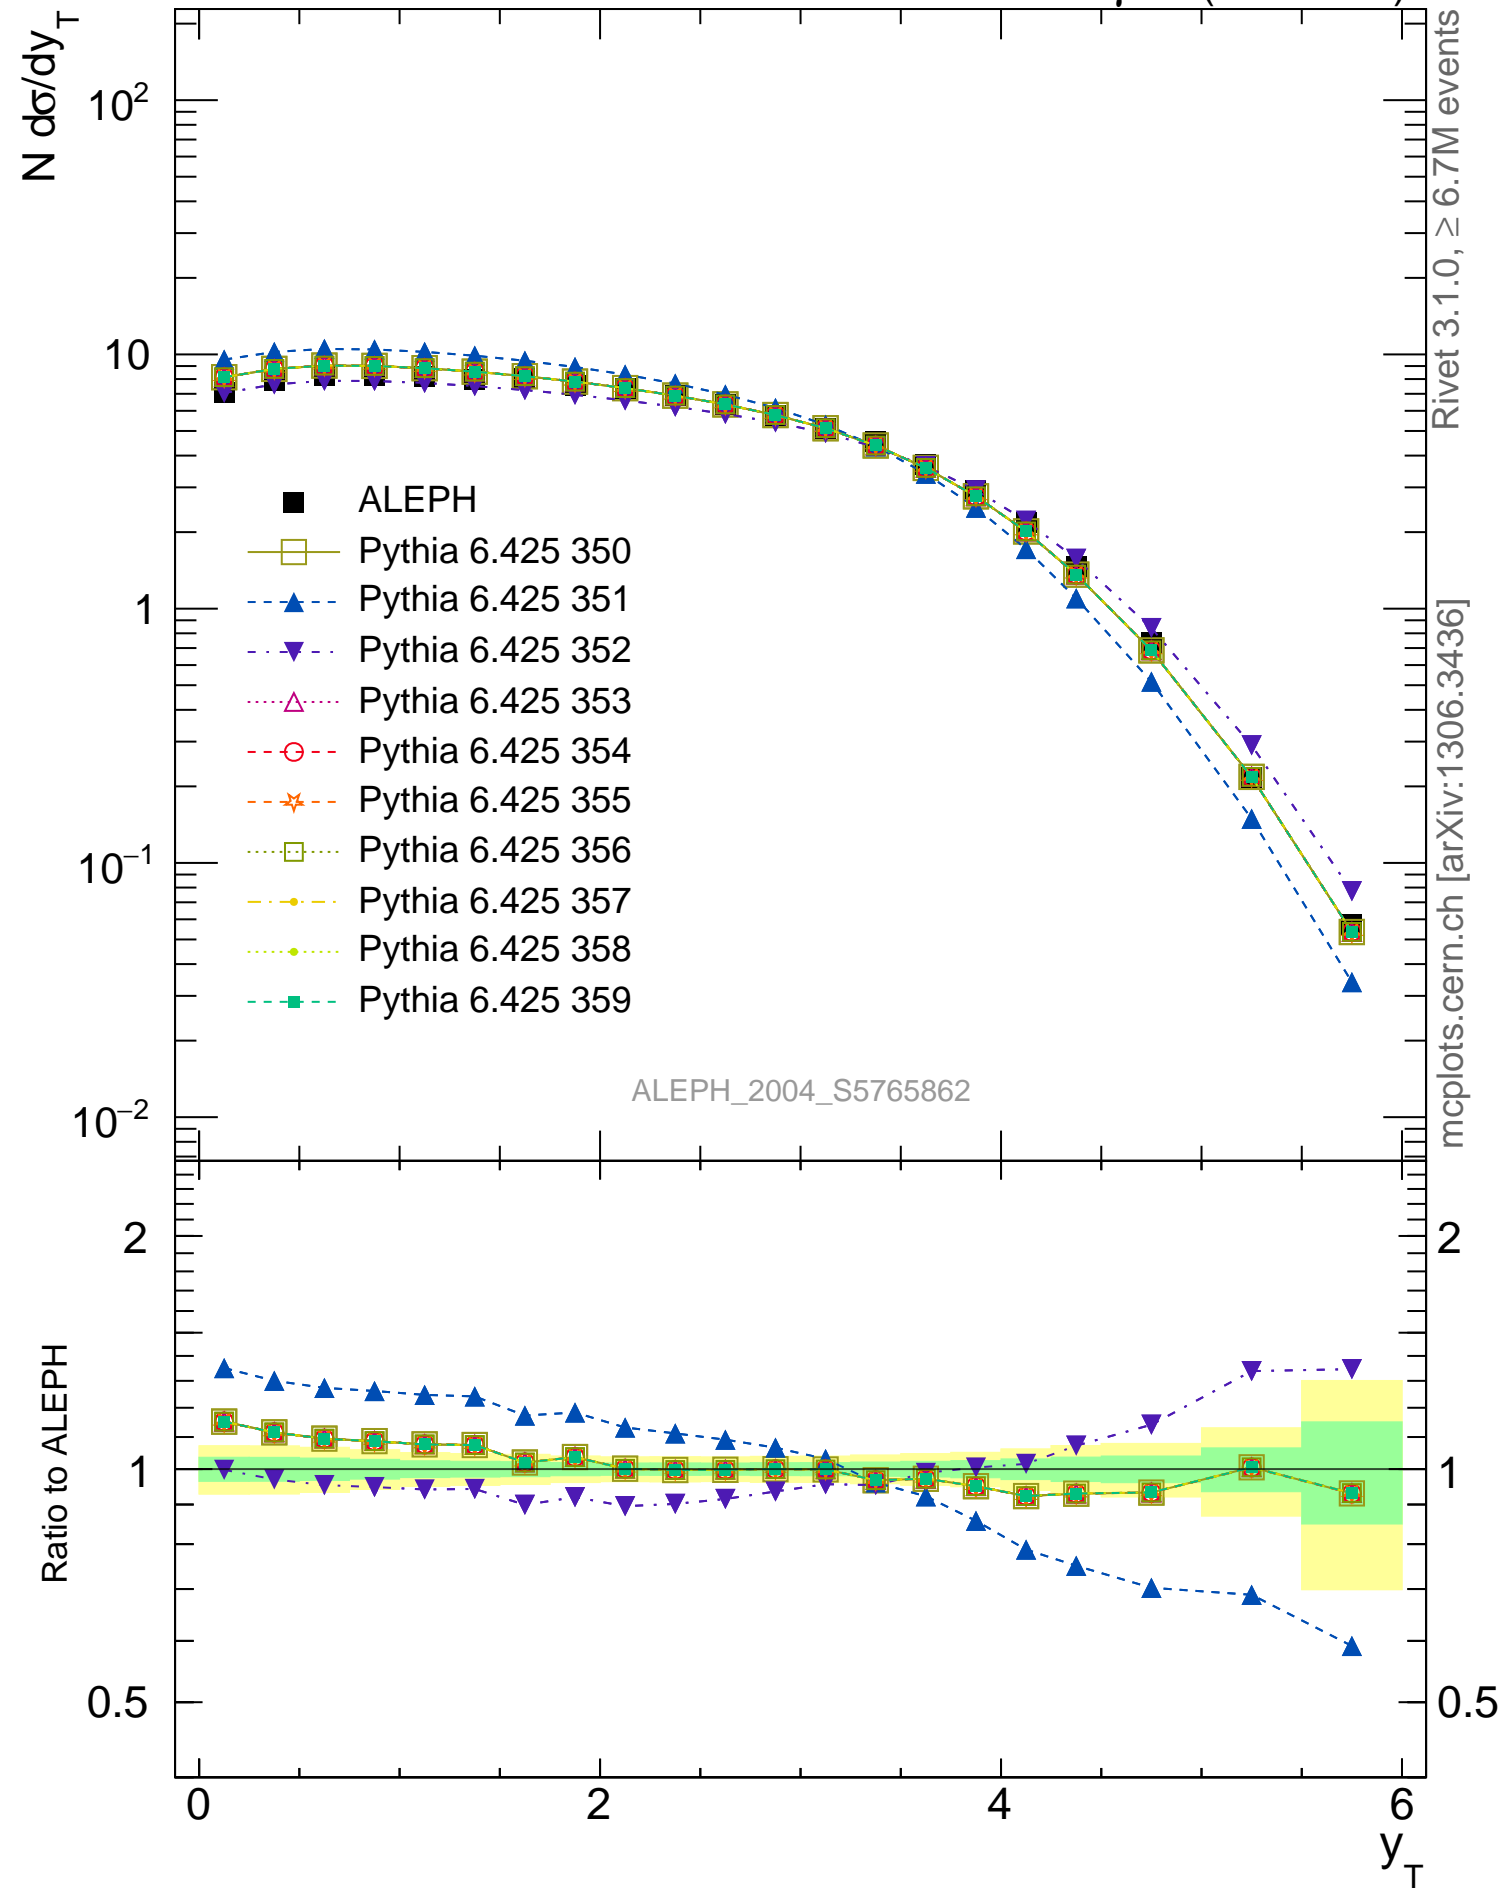 N dσ/dy_T
10²
10
1
10⁻¹
10⁻²
ALEPH
Pythia 6.425 350
Pythia 6.425 351
Pythia 6.425 352
Pythia 6.425 353
Pythia 6.425 354
Pythia 6.425 355
Pythia 6.425 356
Pythia 6.425 357
Pythia 6.425 358
Pythia 6.425 359
ALEPH_2004_S5765862
Rivet 3.1.0, ≥ 6.7M events
mcplots.cern.ch [arXiv:1306.3436]
Ratio to ALEPH
2
1
0.5
2
1
0.5
0
2
4
6
y_T